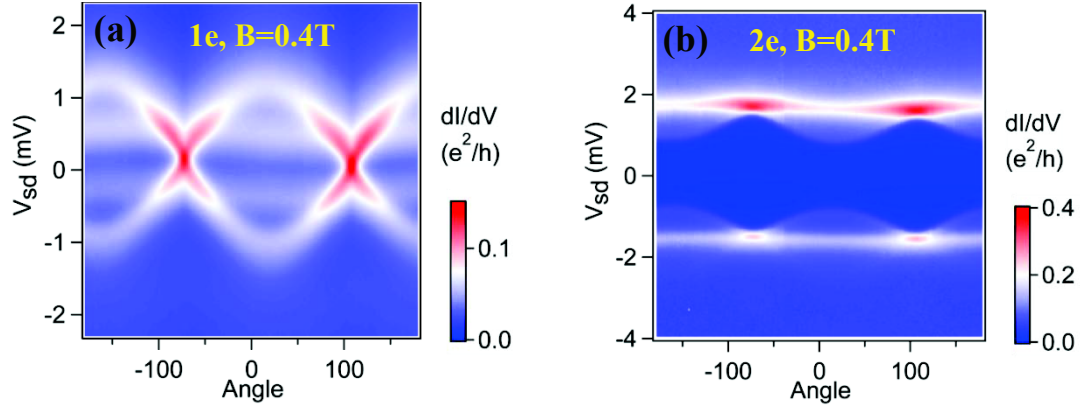 (a)
1e, B=0.4T
2
1
0
-1
-2
V_sd (mV)
-100
0
100
Angle
dI/dV
(e²/h)
0.1
0.0
(b)
2e, B=0.4T
4
2
0
-2
-4
V_sd (mV)
-100
0
100
Angle
dI/dV
(e²/h)
0.4
0.2
0.0